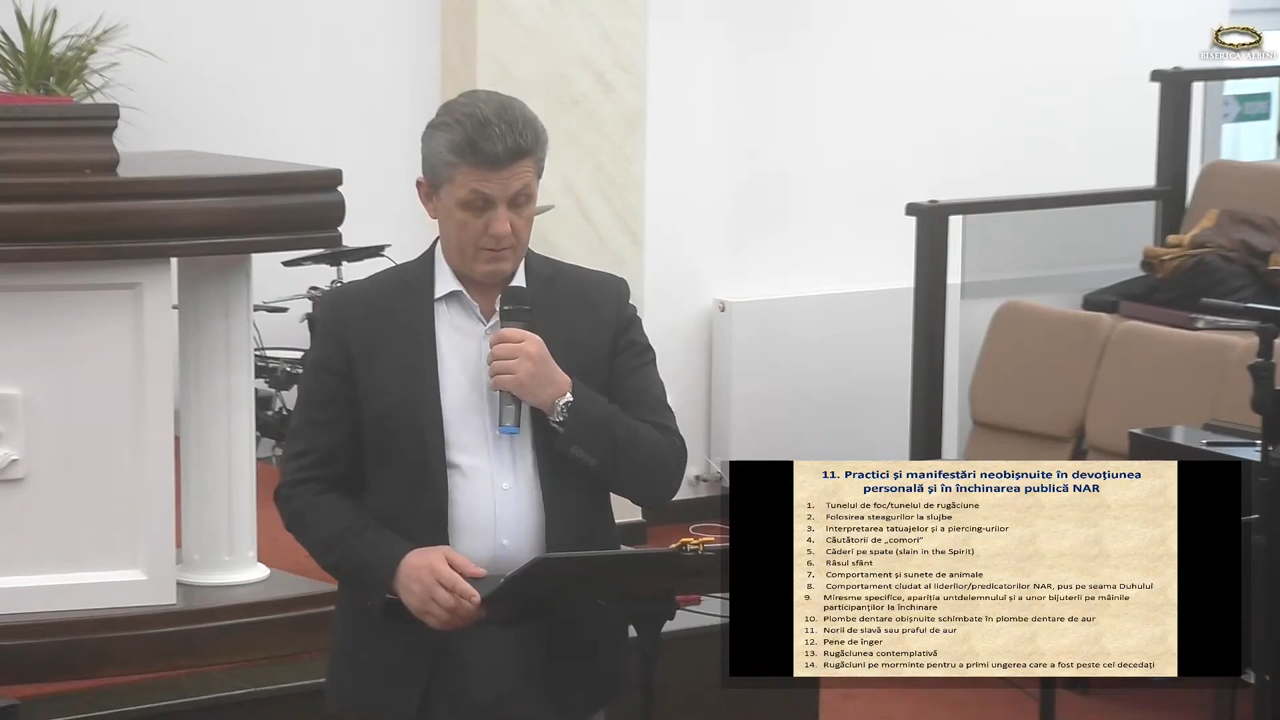 BISERICA ALBINI
11. Practici și manifestări neobișnuite în devoțiunea
personală și în închinarea publică NAR
1. Tunelul de foc/tunelul de rugăciune
2. Folosirea steagurilor la slujbe
3. Interpretarea tatuajelor și a piercing-urilor
4. Căutătorii de „comori”
5. Căderi pe spate (slain in the Spirit)
6. Râsul sfânt
7. Comportament și sunete de animale
8. Comportament ciudat al liderilor/predicatorilor NAR, pus pe seama Duhului
9. Miresme specifice, apariția untdelemnului și a unor bijuterii pe mâinile
participanților la închinare
10. Plombe dentare obișnuite schimbate în plombe dentare de aur
11. Norii de slavă sau praful de aur
12. Pene de înger
13. Rugăciunea contemplativă
14. Rugăciuni pe morminte pentru a primi ungerea care a fost peste cei decedați